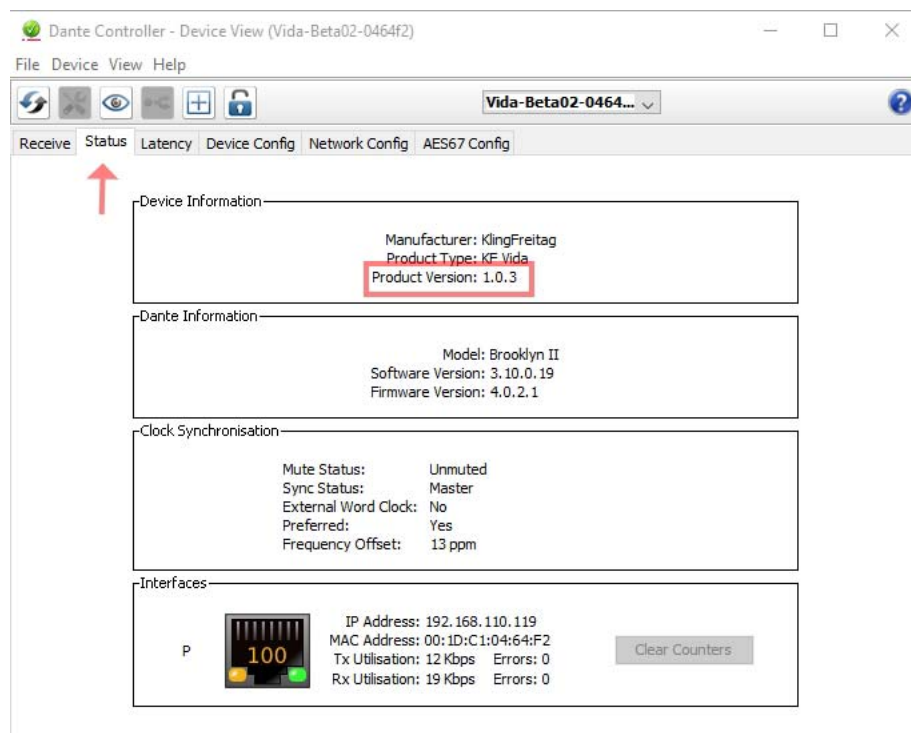 Dante Controller - Device View (Vida-Beta02-0464f2)
File Device View Help
Vida-Beta02-0464...
?
Receive Status Latency Device Config Network Config AES67 Config
Device Information
Manufacturer: KlingFreitag
Product Type: KF Vida
Product Version: 1.0.3
Dante Information
Model: Brooklyn II
Software Version: 3.10.0.19
Firmware Version: 4.0.2.1
Clock Synchronisation
Mute Status: Unmuted
Sync Status: Master
External Word Clock: No
Preferred: Yes
Frequency Offset: 13 ppm
Interfaces
P
100
IP Address: 192.168.110.119
MAC Address: 00:1D:C1:04:64:F2
Tx Utilisation: 12 Kbps Errors: 0
Rx Utilisation: 19 Kbps Errors: 0
Clear Counters